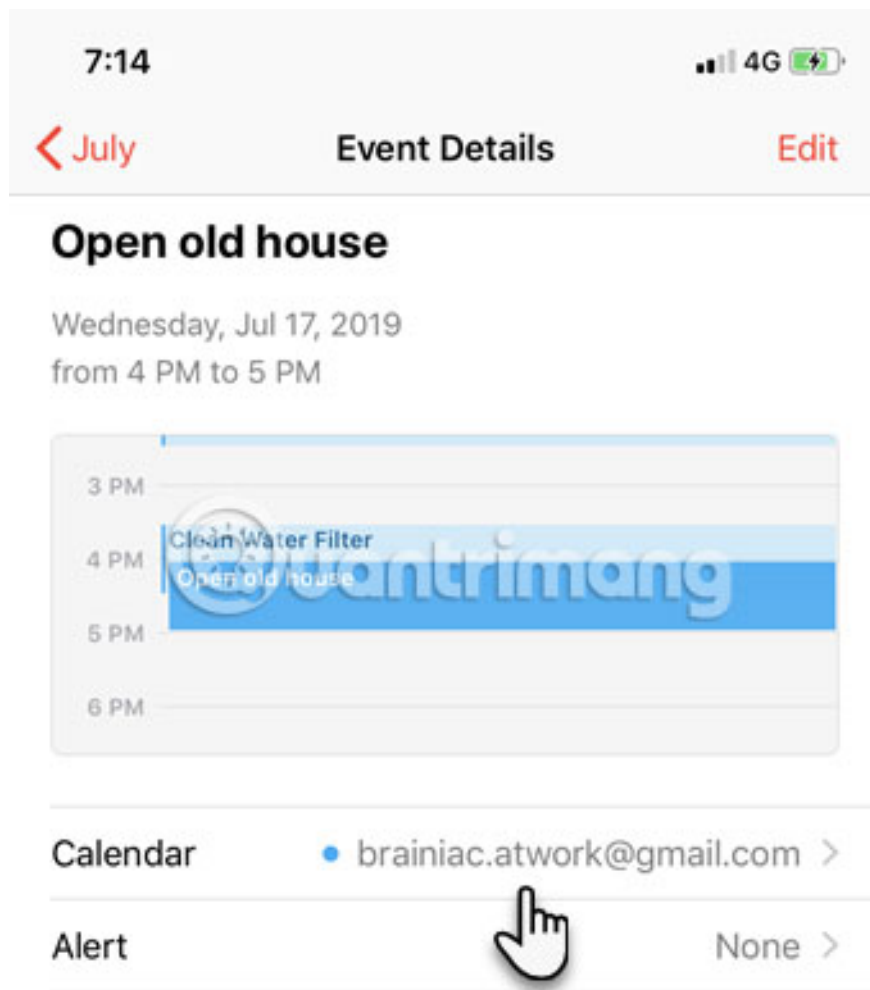 7:14 4G
July Event Details Edit
Open old house
Wednesday, Jul 17, 2019
from 4 PM to 5 PM
3 PM
Clean Water Filter
4 PM
Open old house
uantrimang
5 PM
6 PM
Calendar brainiac.atwork@gmail.com
Alert None